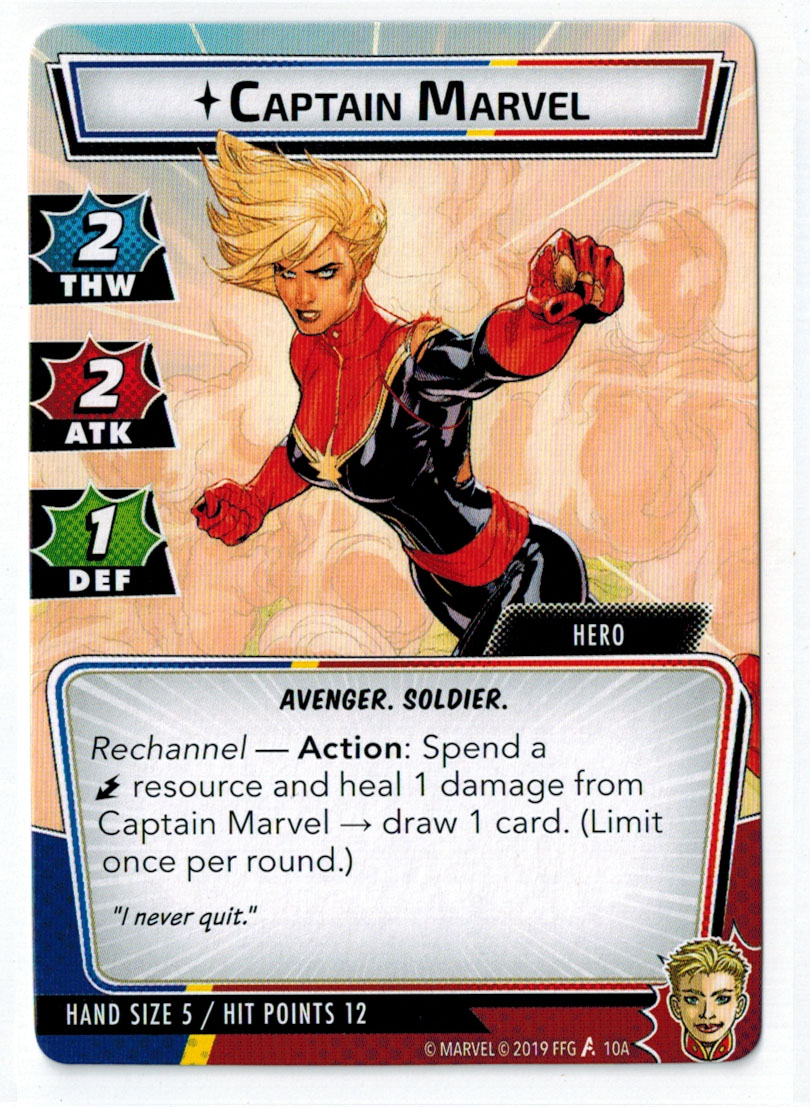 CAPTAIN MARVEL
2
THW
2
ATK
1
DEF
HERO
AVENGER. SOLDIER.
Rechannel — Action: Spend a
resource and heal 1 damage from
Captain Marvel → draw 1 card. (Limit
once per round.)
"I never quit."
HAND SIZE 5 / HIT POINTS 12
© MARVEL © 2019 FFG 10A